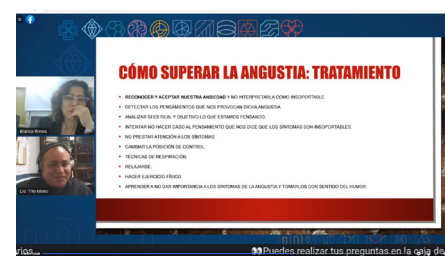 CÓMO SUPERAR LA ANGUSTIA: TRATAMIENTO
RECONOCER Y ACEPTAR NUESTRA ANSIEDAD Y NO INTERPRETARLA COMO INSOPORTABLE.
DETECTAR LOS PENSAMIENTOS QUE NOS PROVOCAN DICHA ANGUSTIA.
ANALIZAR SI ES REAL Y OBJETIVO LO QUE ESTAMOS PENSANDO.
INTENTAR NO HACER CASO AL PENSAMIENTO QUE NOS DICE QUE LOS SÍNTOMAS SON INSOPORTABLES.
NO PRESTAR ATENCIÓN A LOS SÍNTOMAS.
CAMBIAR LA POSICIÓN DE CONTROL.
TÉCNICAS DE RESPIRACIÓN.
RELAJARSE.
HACER EJERCICIO FÍSICO.
APRENDER A NO DAR IMPORTANCIA A LOS SÍNTOMAS DE LA ANGUSTIA Y TOMARLOS CON SENTIDO DEL HUMOR.
Blanca
Lic. Tito
Puedes realizar tus preguntas en la caja de